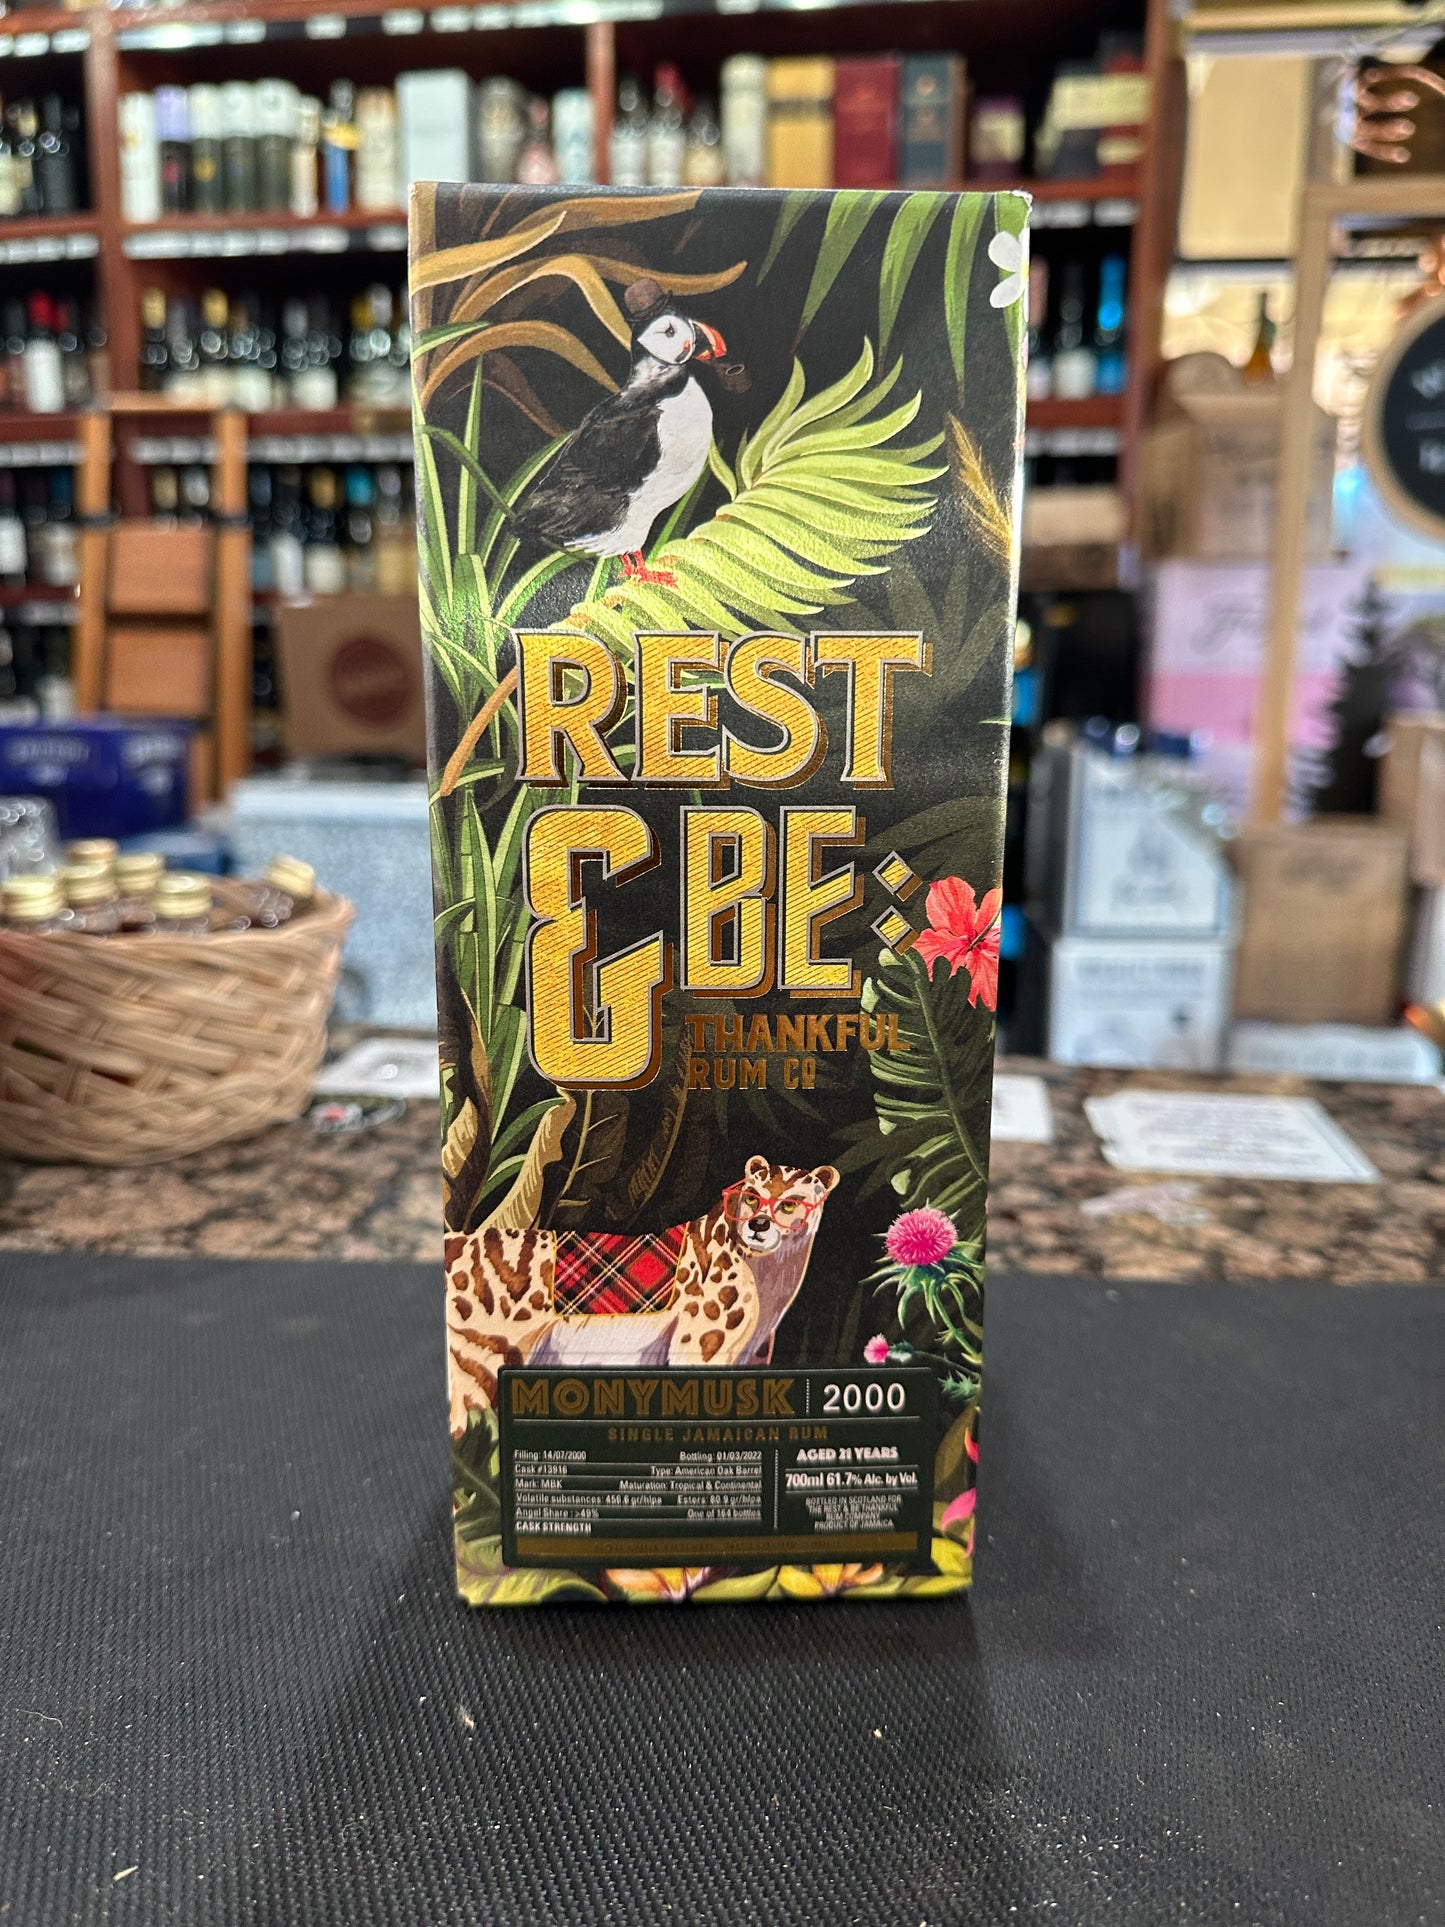 REST
& BE:
THANKFUL
RUM CO
MONYMUSK | 2000
SINGLE JAMAICAN RUM
Filling: 14/07/2000 Bottling: 01/03/2022
Cask #13916 Type: American Oak Barrel
Mark: MBK Maturation: Tropical & Continental
Volatile substances: 456.6 gr/hlpa Esters: 80.9 gr/hlpa
Angel Share : >49% One of 164 bottles
CASK STRENGTH
AGED 21 YEARS
700ml 61.7% Alc. by Vol.
BOTTLED IN SCOTLAND FOR
THE REST & BE THANKFUL
RUM COMPANY
PRODUCT OF JAMAICA